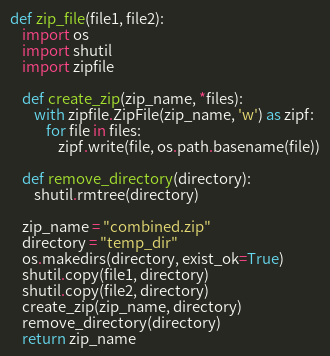 def zip_file(file1, file2):
    import os
    import shutil
    import zipfile

    def create_zip(zip_name, *files):
        with zipfile.ZipFile(zip_name, 'w') as zipf:
            for file in files:
                zipf.write(file, os.path.basename(file))

    def remove_directory(directory):
        shutil.rmtree(directory)

    zip_name = "combined.zip"
    directory = "temp_dir"
    os.makedirs(directory, exist_ok=True)
    shutil.copy(file1, directory)
    shutil.copy(file2, directory)
    create_zip(zip_name, directory)
    remove_directory(directory)
    return zip_name